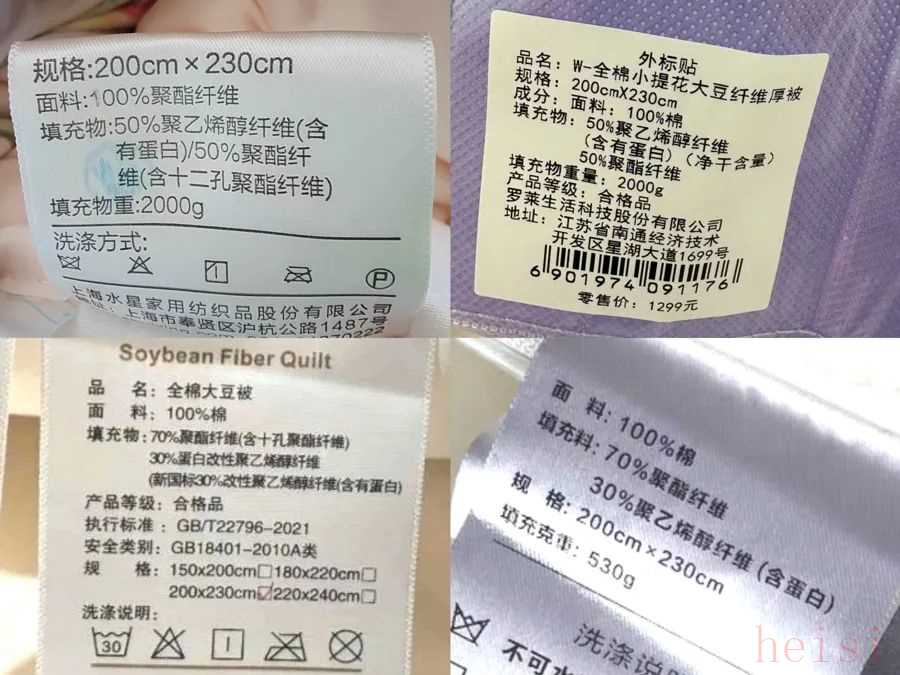 规格:200cm×230cm
面料:100%聚酯纤维
填充物:50%聚乙烯醇纤维(含
有蛋白)/50%聚酯纤
维(含十二孔聚酯纤维)
填充物重:2000g
洗涤方式:
P
上海水星家用纺织品股份有限公司
上海市奉贤区沪杭公路1487号
外标贴
品名:W-全棉小提花大豆纤维厚被
规格:200cmX230cm
成分:面料:100%棉
填充物:50%聚乙烯醇纤维
(含有蛋白)(净干含量)
50%聚酯纤维
填充物重量:2000g
产品等级:合格品
罗莱生活科技股份有限公司
地址:江苏省南通经济技术
开发区星湖大道1699号
6 901974 091176
零售价:1299元
Soybean Fiber Quilt
品 名:全棉大豆被
面 料:100%棉
填充物:70%聚酯纤维(含十孔聚酯纤维)
30%蛋白改性聚乙烯醇纤维
(新国标30%改性聚乙烯醇纤维(含有蛋白)
产品等级:合格品
执行标准:GB/T22796-2021
安全类别:GB18401-2010A类
规 格:150x200cm□180x220cm□
200x230cm☑220x240cm□
洗涤说明:
30
面 料:100%棉
填充料:70%聚酯纤维
30%聚乙烯醇纤维(含蛋白)
规 格:200cm×230cm
填充克重:530g
洗涤说
不可水
heisi